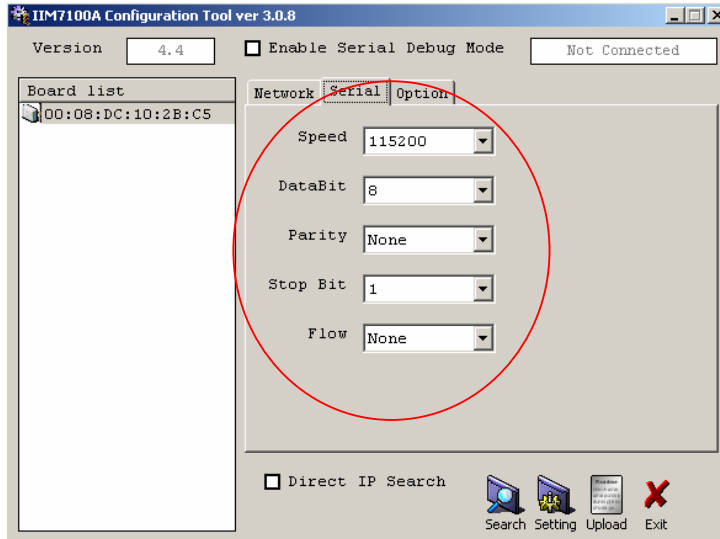 IIM7100A Configuration Tool ver 3.0.8
Version 4.4 Enable Serial Debug Mode Not Connected
Board list
00:08:DC:10:2B:C5
Network Serial Option
Speed 115200
DataBit 8
Parity None
Stop Bit 1
Flow None
Direct IP Search
Search Setting Upload Exit